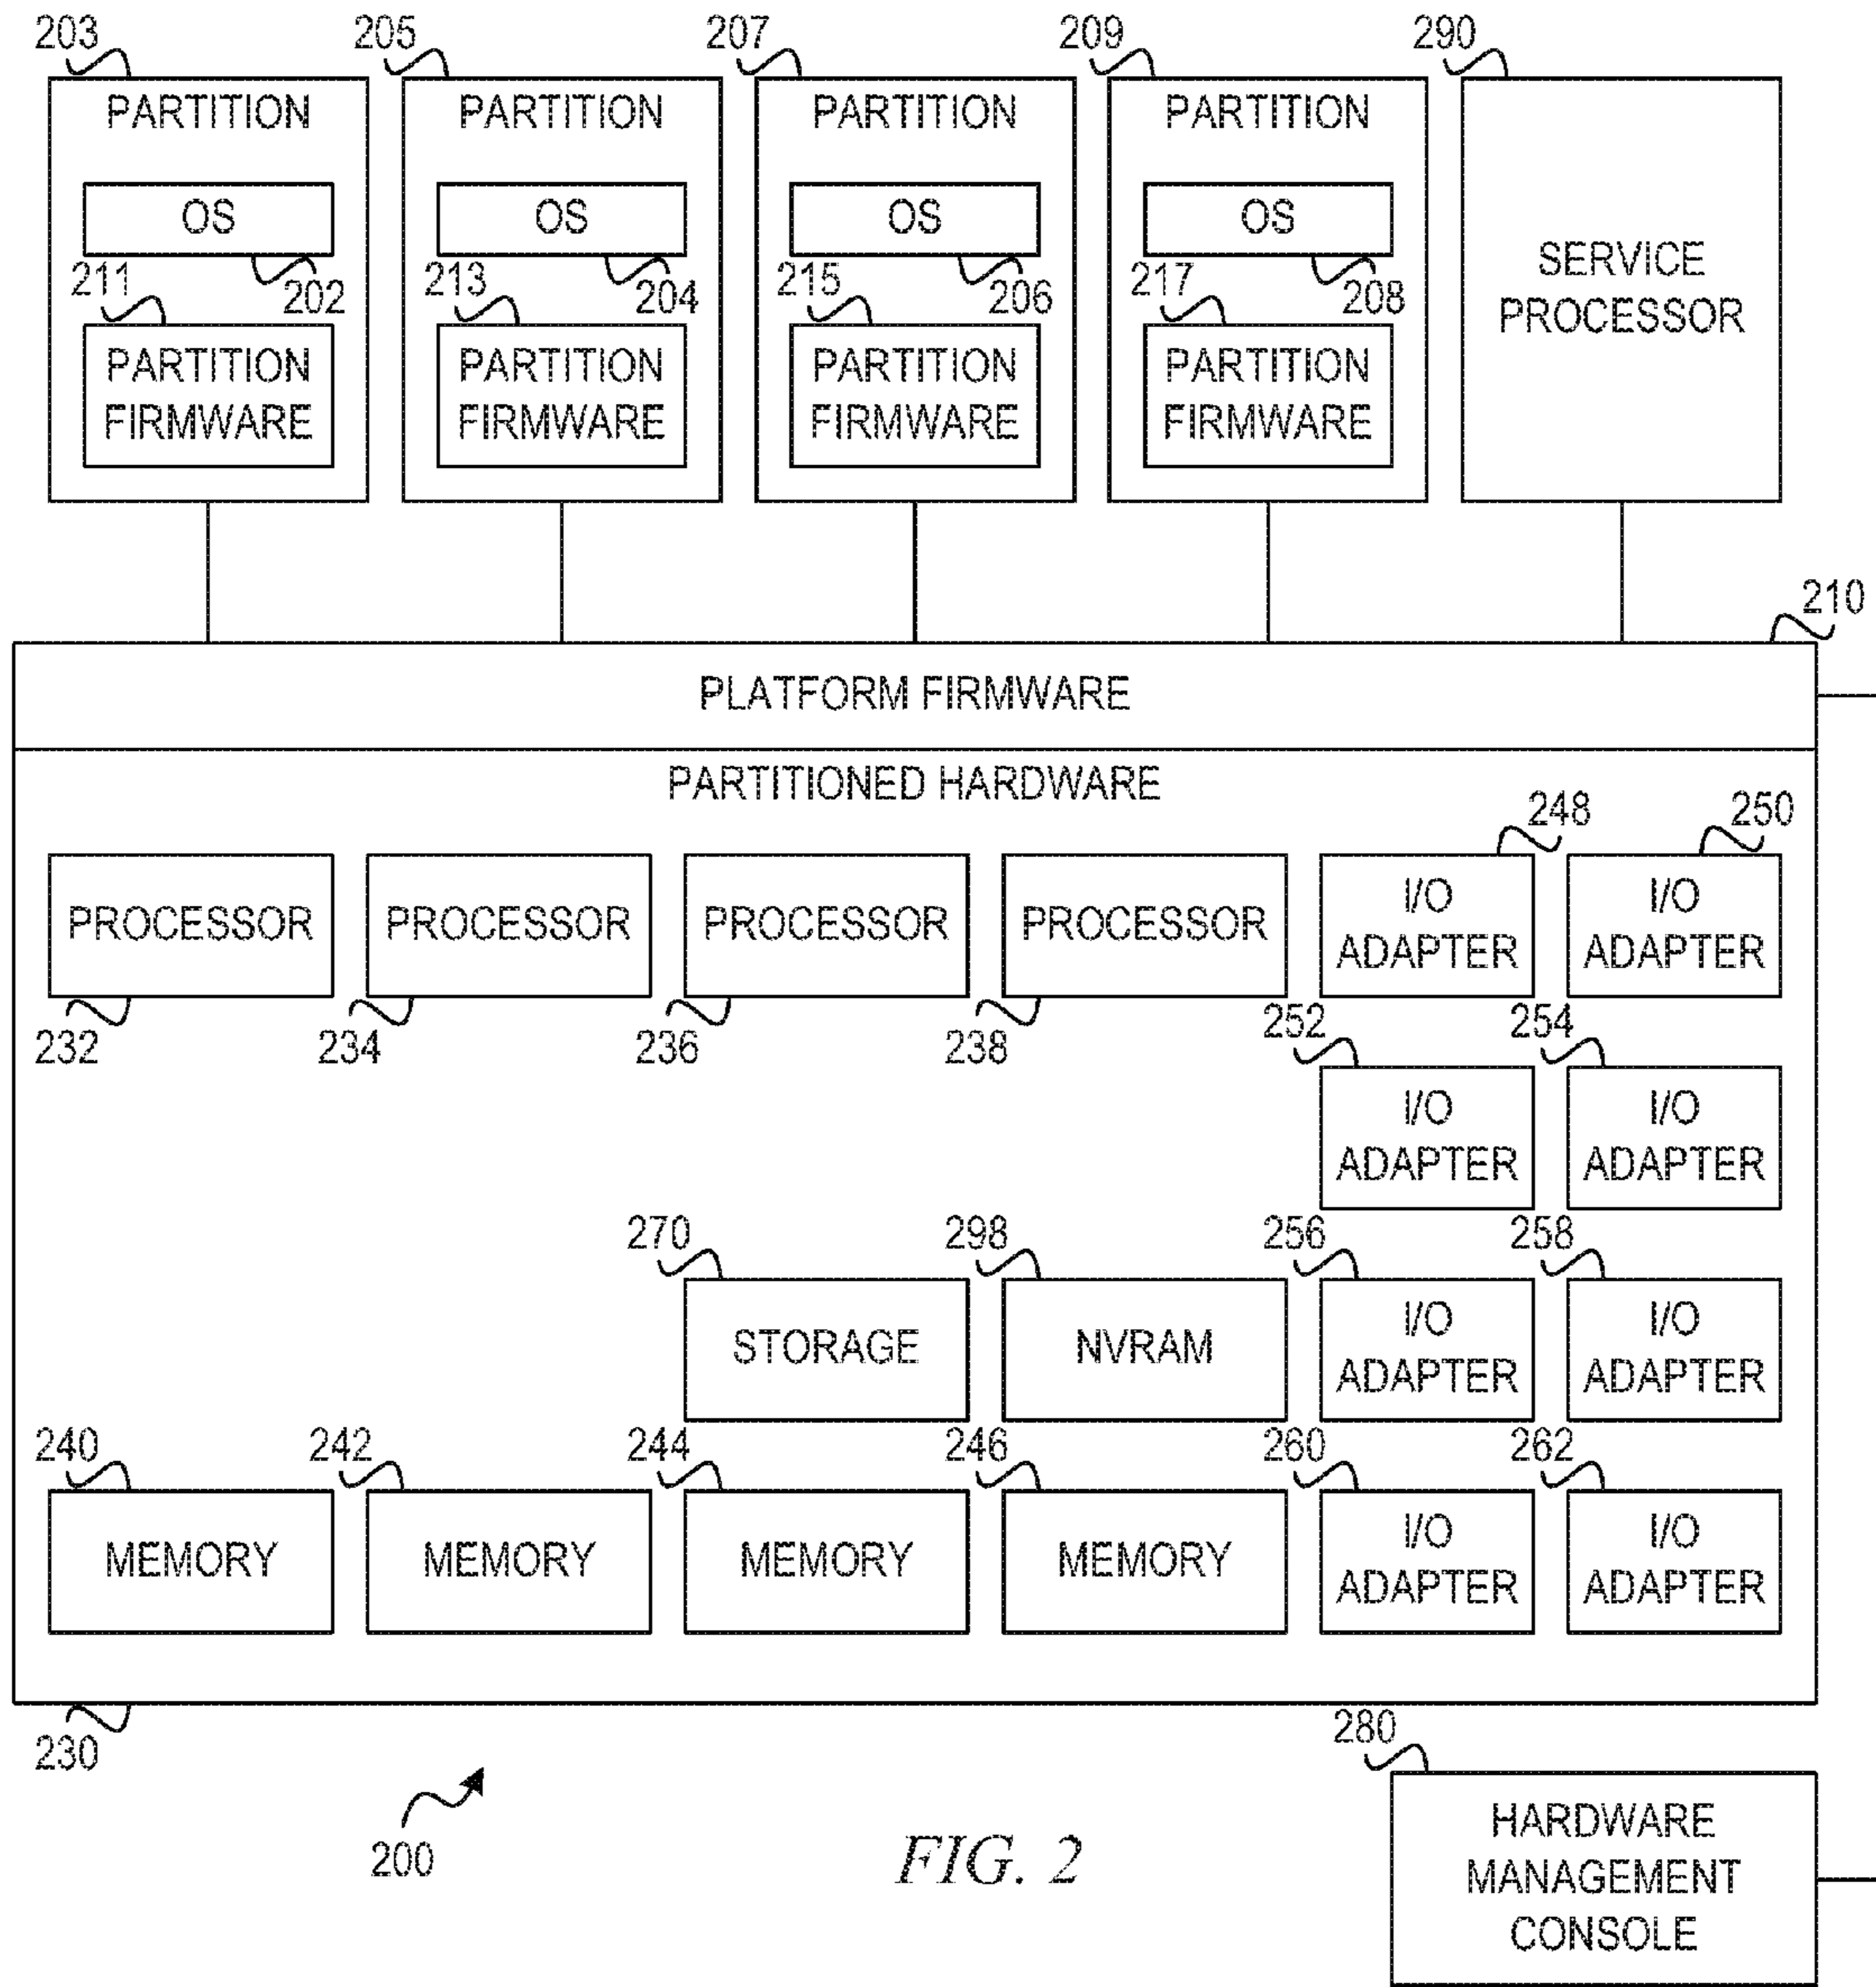 203 205 207 209 290
PARTITION PARTITION PARTITION PARTITION
OS OS OS OS
SERVICE
PROCESSOR
211 202 213 204 215 206 217 208
PARTITION PARTITION PARTITION PARTITION
FIRMWARE FIRMWARE FIRMWARE FIRMWARE
210
PLATFORM FIRMWARE
PARTITIONED HARDWARE
248 250
PROCESSOR PROCESSOR PROCESSOR PROCESSOR
I/O I/O
ADAPTER ADAPTER
232 234 236 238 252 254
I/O I/O
ADAPTER ADAPTER
270 298 256 258
STORAGE NVRAM
I/O I/O
ADAPTER ADAPTER
240 242 244 246 260 262
MEMORY MEMORY MEMORY MEMORY
I/O I/O
ADAPTER ADAPTER
230
280
200
FIG. 2
HARDWARE
MANAGEMENT
CONSOLE